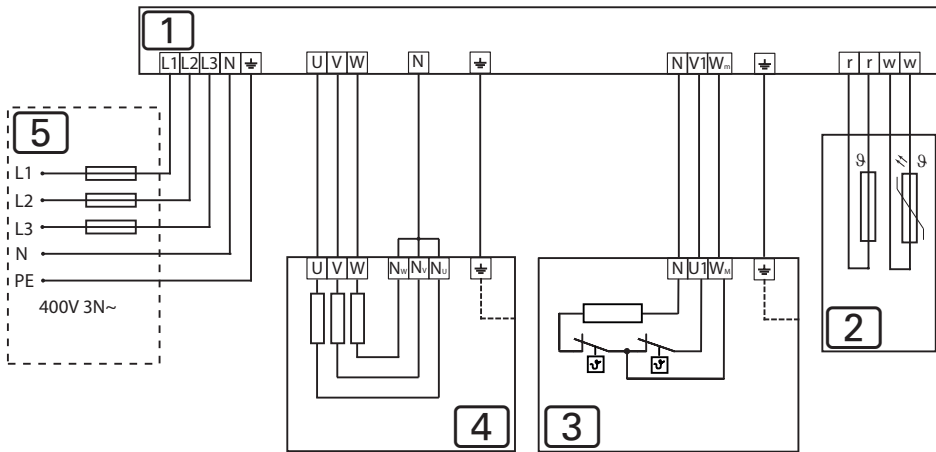 1
L1 L2 L3 N U V W N N V1 Wm r r w w
5
L1
L2
L3
N
PE
400V 3N~
U V W NW NV NU
4
N U1 WM
ϑ ϑ
3
ϑ ϑ
2